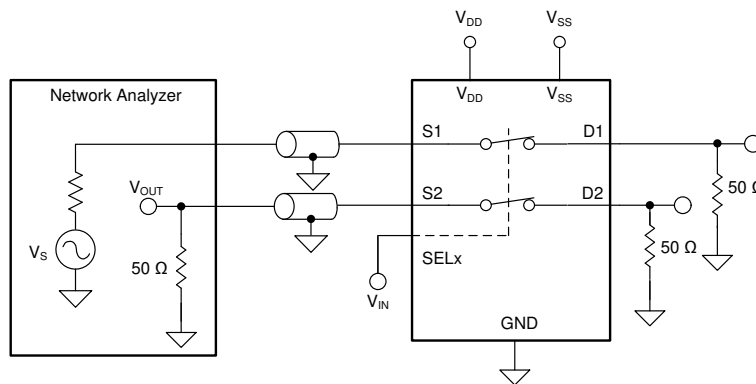 V_DD V_SS
Network Analyzer
V_DD V_SS
S1 D1
V_OUT S2 D2 50 Ω
V_S 50 Ω SELx 50 Ω
V_IN
GND